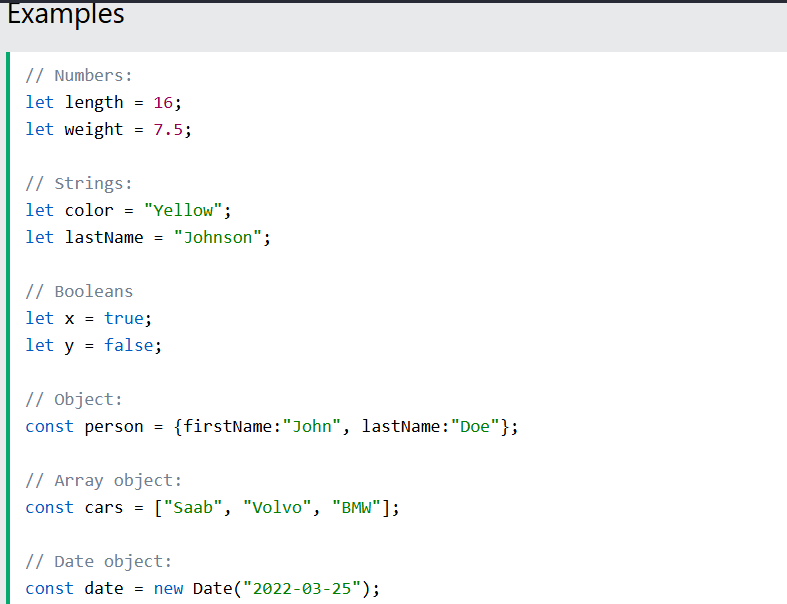 Examples
// Numbers:
let length = 16;
let weight = 7.5;
// Strings:
let color = "Yellow";
let lastName = "Johnson";
// Booleans
let x = true;
let y = false;
// Object:
const person = {firstName:"John", lastName:"Doe"};
// Array object:
const cars = ["Saab", "Volvo", "BMW"];
// Date object:
const date = new Date("2022-03-25");